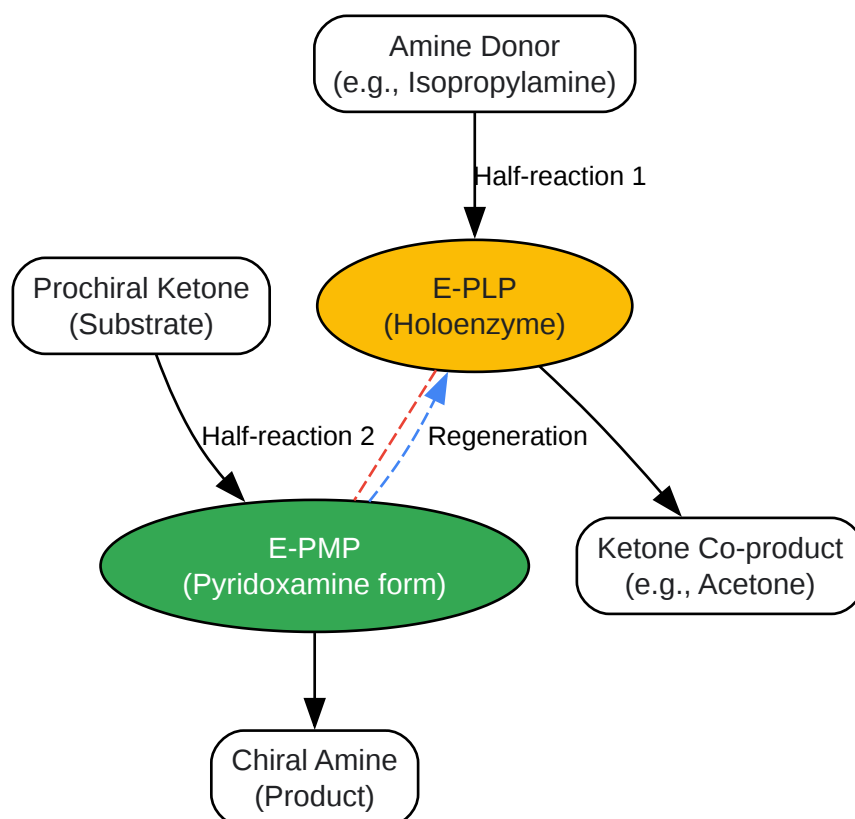 Amine Donor
(e.g., Isopropylamine)
Half-reaction 1
Prochiral Ketone
(Substrate)
E-PLP
(Holoenzyme)
Half-reaction 2
Regeneration
E-PMP
(Pyridoxamine form)
Ketone Co-product
(e.g., Acetone)
Chiral Amine
(Product)